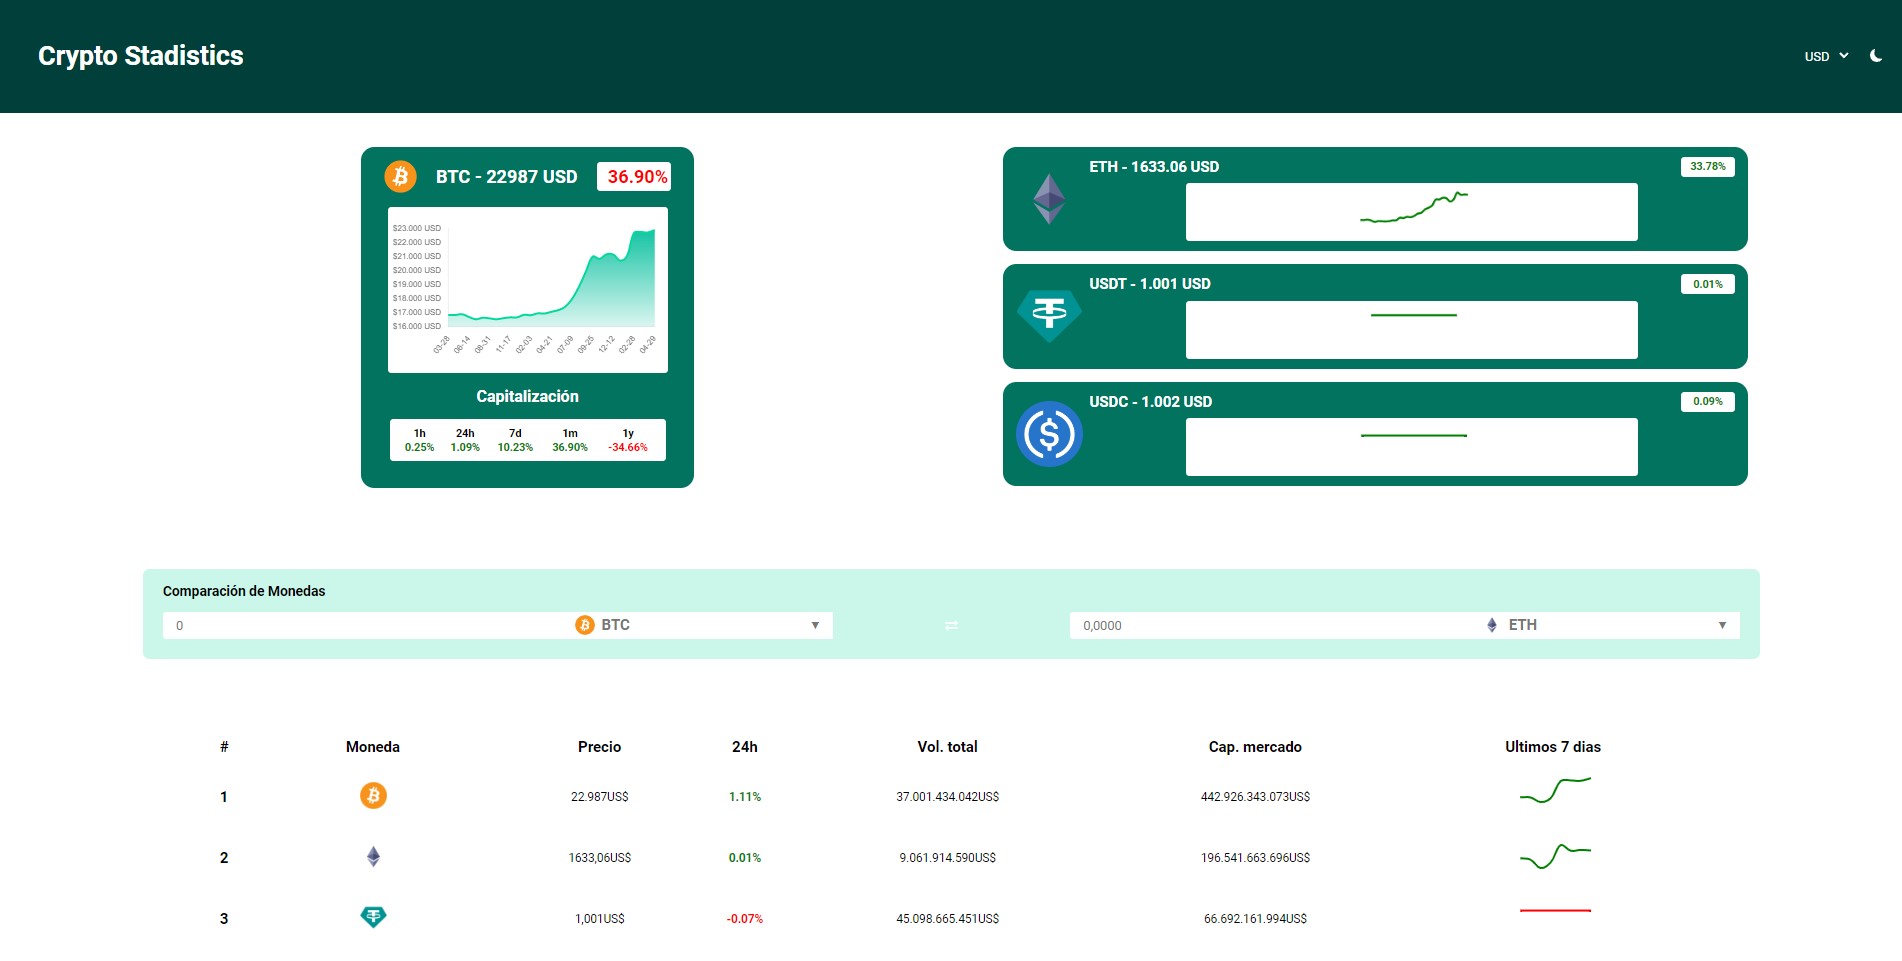 Crypto Stadistics
USD
BTC - 22987 USD
36.90%
$23.000 USD
$22.000 USD
$21.000 USD
$20.000 USD
$19.000 USD
$18.000 USD
$17.000 USD
$16.000 USD
03-28 06-14 08-31 11-17 02-03 04-21 07-09 09-25 12-12 02-28 04-29
Capitalización
1h 24h 7d 1m 1y
0.25% 1.09% 10.23% 36.90% -34.66%
ETH - 1633.06 USD
33.78%
USDT - 1.001 USD
0.01%
USDC - 1.002 USD
0.09%
Comparación de Monedas
0 BTC ▼ 0,0000 ETH ▼
# Moneda Precio 24h Vol. total Cap. mercado Ultimos 7 dias
1 22.987US$ 1.11% 37.001.434.042US$ 442.926.343.073US$
2 1633,06US$ 0.01% 9.061.914.590US$ 196.541.663.696US$
3 1,001US$ -0.07% 45.098.665.451US$ 66.692.161.994US$